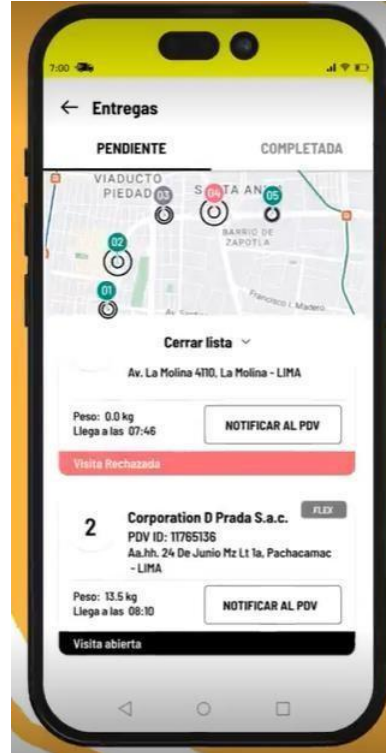 7:00
← Entregas
PENDIENTE COMPLETADA
VIADUCTO
PIEDAD
03
04
05
BARRIO DE
ZAPOTLA
02
01
Francisco I. Madero
Cerrar lista
Av. La Molina 4110, La Molina - LIMA
Peso: 0.0 kg
Llega a las 07:46
NOTIFICAR AL PDV
Visita Rechazada
2
Corporation D Prada S.a.c.
FLEX
PDV ID: 11765136
Aa.hh. 24 De Junio Mz Lt 1a, Pachacamac
- LIMA
Peso: 13.5 kg
Llega a las 08:10
NOTIFICAR AL PDV
Visita abierta